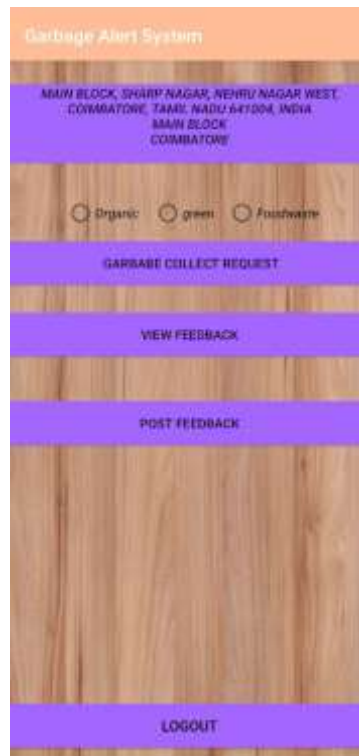 Garbage Alert System
MAIN BLOCK, SHARP NAGAR, NEHRU NAGAR WEST,
COIMBATORE, TAMIL NADU 641004, INDIA
MAIN BLOCK
COIMBATORE
Organic green Foodwaste
GARBABE COLLECT REQUEST
VIEW FEEDBACK
POST FEEDBACK
LOGOUT